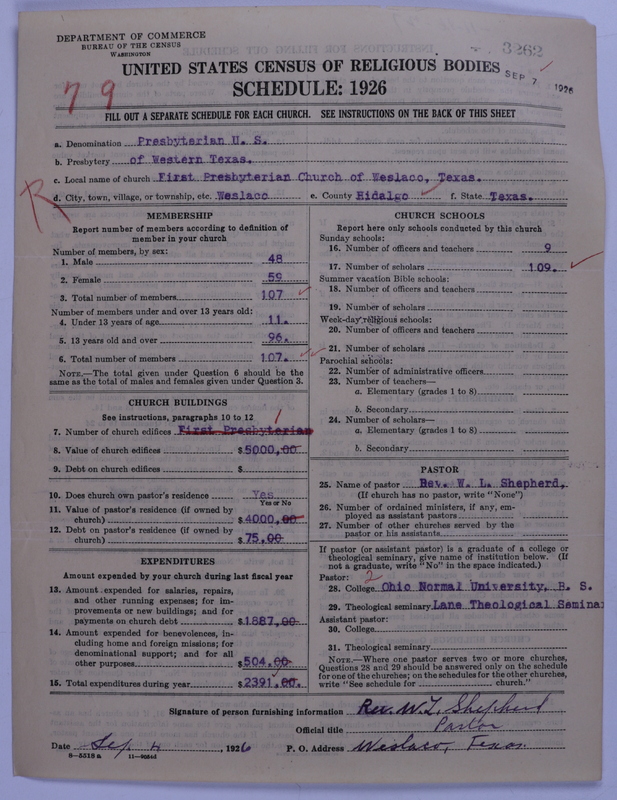 DEPARTMENT OF COMMERCE
BUREAU OF THE CENSUS
WASHINGTON
3262
UNITED STATES CENSUS OF RELIGIOUS BODIES
SEP 7 1926
SCHEDULE: 1926
79
FILL OUT A SEPARATE SCHEDULE FOR EACH CHURCH. SEE INSTRUCTIONS ON THE BACK OF THIS SHEET
a. Denomination Presbyterian U. S.
b. Presbytery of Western Texas.
c. Local name of church First Presbyterian Church of Weslaco, Texas.
d. City, town, village, or township, etc. Weslaco e. County Hidalgo f. State Texas.
R
MEMBERSHIP
Report number of members according to definition of
member in your church
Number of members, by sex:
1. Male 48
2. Female 59
3. Total number of members 107
Number of members under and over 13 years old:
4. Under 13 years of age 11.
5. 13 years old and over 96.
6. Total number of members 107.
NOTE.—The total given under Question 6 should be the
same as the total of males and females given under Question 3.
CHURCH BUILDINGS
See instructions, paragraphs 10 to 12
1
7. Number of church edifices First Presbyterian
8. Value of church edifices $5000,00
9. Debt on church edifices $
10. Does church own pastor's residence Yes
Yes or No
11. Value of pastor's residence (if owned by
church) $4000,00
12. Debt on pastor's residence (if owned by
church) $75,00
EXPENDITURES
Amount expended by your church during last fiscal year
13. Amount expended for salaries, repairs,
and other running expenses; for im-
provements or new buildings; and for
payments on church debt $1887,00
14. Amount expended for benevolences, in-
cluding home and foreign missions; for
denominational support; and for all
other purposes $504.00
15. Total expenditures during year $2391,00.
CHURCH SCHOOLS
Report here only schools conducted by this church
Sunday schools:
16. Number of officers and teachers 9
17. Number of scholars 109.
Summer vacation Bible schools:
18. Number of officers and teachers
19. Number of scholars
Week-day religious schools:
20. Number of officers and teachers
21. Number of scholars
Parochial schools:
22. Number of administrative officers
23. Number of teachers—
a. Elementary (grades 1 to 8)
b. Secondary
24. Number of scholars—
a. Elementary (grades 1 to 8)
b. Secondary
PASTOR
25. Name of pastor Rev. W. L. Shepherd,
(If church has no pastor, write "None")
26. Number of ordained ministers, if any, em-
ployed as assistant pastors
27. Number of other churches served by the
pastor or his assistants
If pastor (or assistant pastor) is a graduate of a college or
theological seminary, give name of institution below. (If
not a graduate, write "No" in the space indicated.)
Pastor: 2
28. College Ohio Normal University, B. S.
29. Theological seminary Lane Theological Seminar
Assistant pastor:
30. College
31. Theological seminary
NOTE.—Where one pastor serves two or more churches,
Questions 28 and 29 should be answered only on the schedule
for one of the churches; on the schedules for the other churches,
write "See schedule for church."
Signature of person furnishing information Rev. W. L. Shepherd
Official title Pastor
Date Sep 4, 1926 P. O. Address Weslaco, Texas.
8—5518a 11—9064d